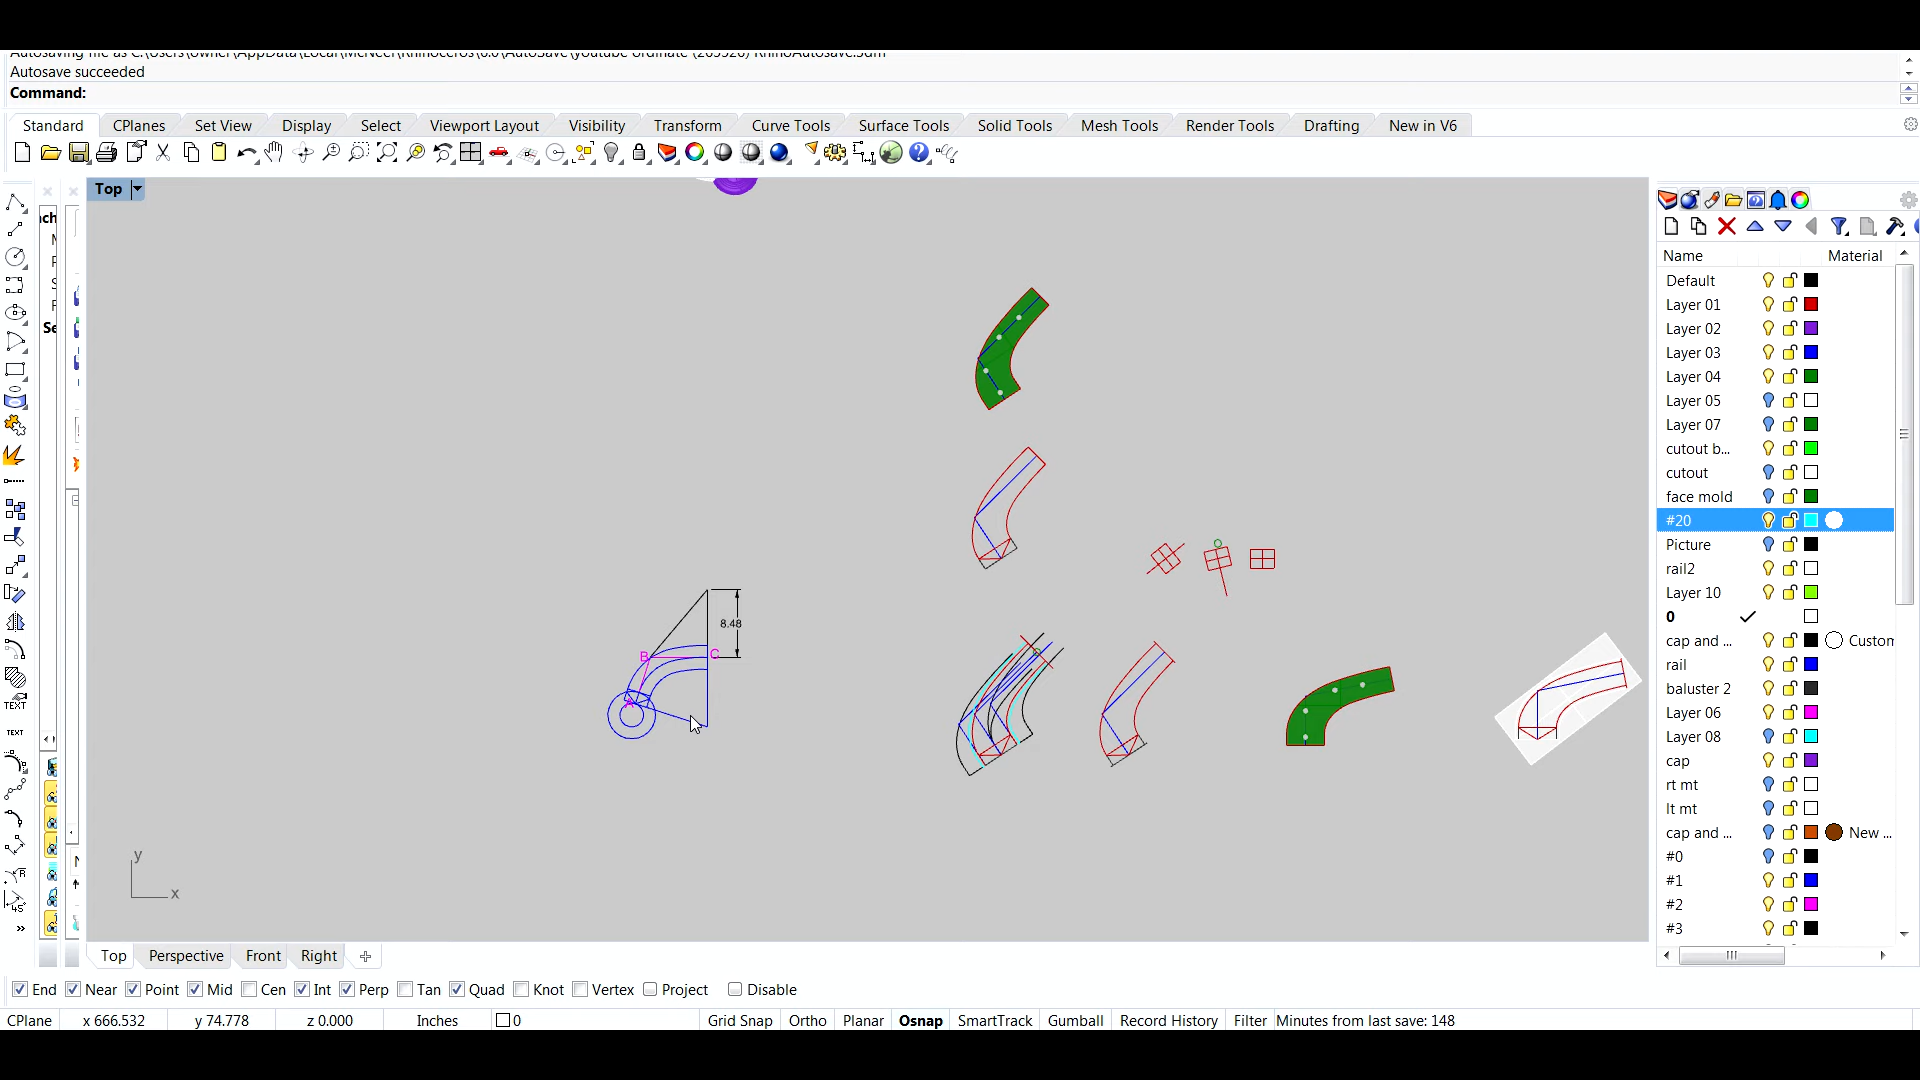 Autosave succeeded
Command:
Standard CPlanes Set View Display Select Viewport Layout Visibility Transform Curve Tools Surface Tools Solid Tools Mesh Tools Render Tools Drafting New in V6
Top
Name Material
Default
Layer 01
Layer 02
Layer 03
Layer 04
Layer 05
Layer 07
cutout b...
cutout
face mold
#20
Picture
rail2
Layer 10
0
cap and ... Custom
rail
baluster 2
Layer 06
Layer 08
cap
rt mt
lt mt
cap and ... New ...
#0
#1
#2
#3
TEXT
TEXT
8.48
B C
A
y
x
Top Perspective Front Right
End Near Point Mid Cen Int Perp Tan Quad Knot Vertex Project Disable
CPlane x 666.532 y 74.778 z 0.000 Inches 0 Grid Snap Ortho Planar Osnap SmartTrack Gumball Record History Filter Minutes from last save: 148